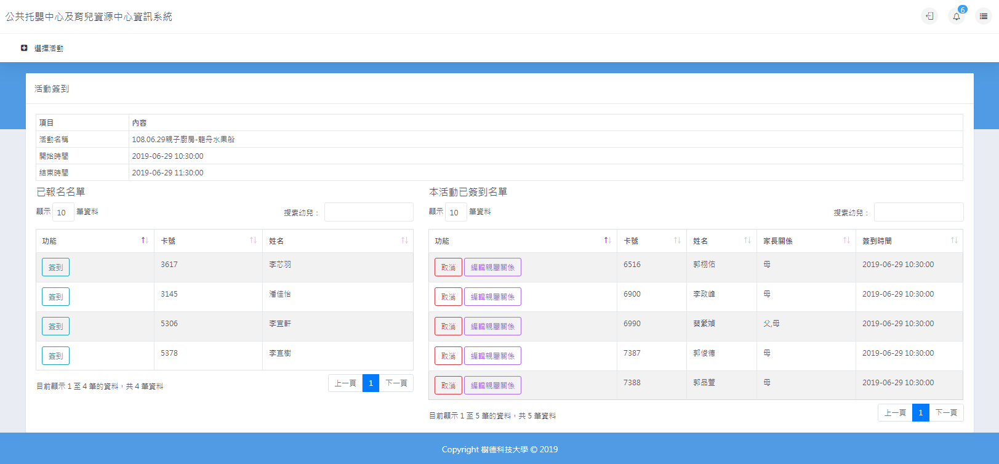 公共托嬰中心及育兒資源中心資訊系統
6
選擇活動
活動簽到
項目 內容
活動名稱 108.06.29親子廚房-龍舟水果船
開始時間 2019-06-29 10:30:00
結束時間 2019-06-29 11:30:00
已報名名單
顯示 10 筆資料 搜索幼兒：
功能 卡號 姓名
簽到 3617 李芯羽
簽到 3145 潘佳怡
簽到 5306 李宜軒
簽到 5378 李宜樹
目前顯示 1 至 4 筆的資料，共 4 筆資料
上一頁 1 下一頁
本活動已簽到名單
顯示 10 筆資料 搜索幼兒：
功能 卡號 姓名 家長關係 簽到時間
取消 編輯親屬關係 6516 郭栩佑 母 2019-06-29 10:30:00
取消 編輯親屬關係 6900 李政峰 母 2019-06-29 10:30:00
取消 編輯親屬關係 6990 蔡縈媜 父,母 2019-06-29 10:30:00
取消 編輯親屬關係 7387 郭俊德 母 2019-06-29 10:30:00
取消 編輯親屬關係 7388 郭品萱 母 2019-06-29 10:30:00
目前顯示 1 至 5 筆的資料，共 5 筆資料
上一頁 1 下一頁
Copyright 樹德科技大學 © 2019